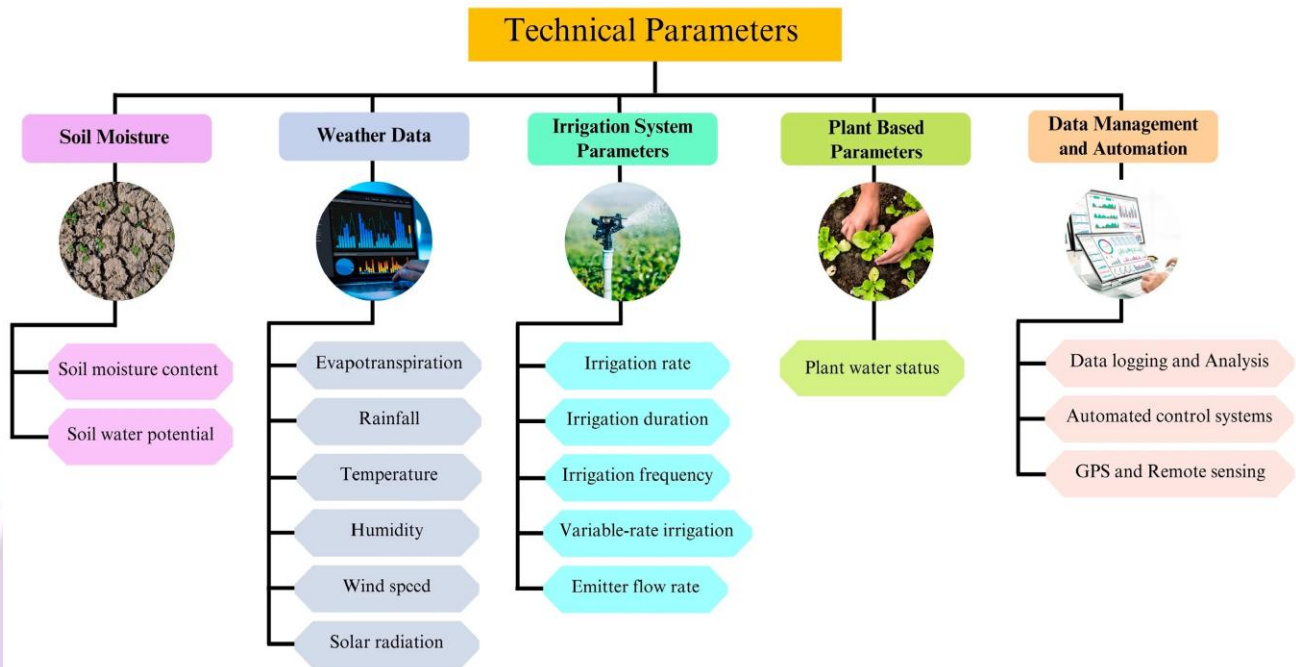 Technical Parameters
Soil Moisture
Weather Data
Irrigation System
Parameters
Plant Based
Parameters
Data Management
and Automation
Soil moisture content
Soil water potential
Evapotranspiration
Rainfall
Temperature
Humidity
Wind speed
Solar radiation
Irrigation rate
Irrigation duration
Irrigation frequency
Variable-rate irrigation
Emitter flow rate
Plant water status
Data logging and Analysis
Automated control systems
GPS and Remote sensing